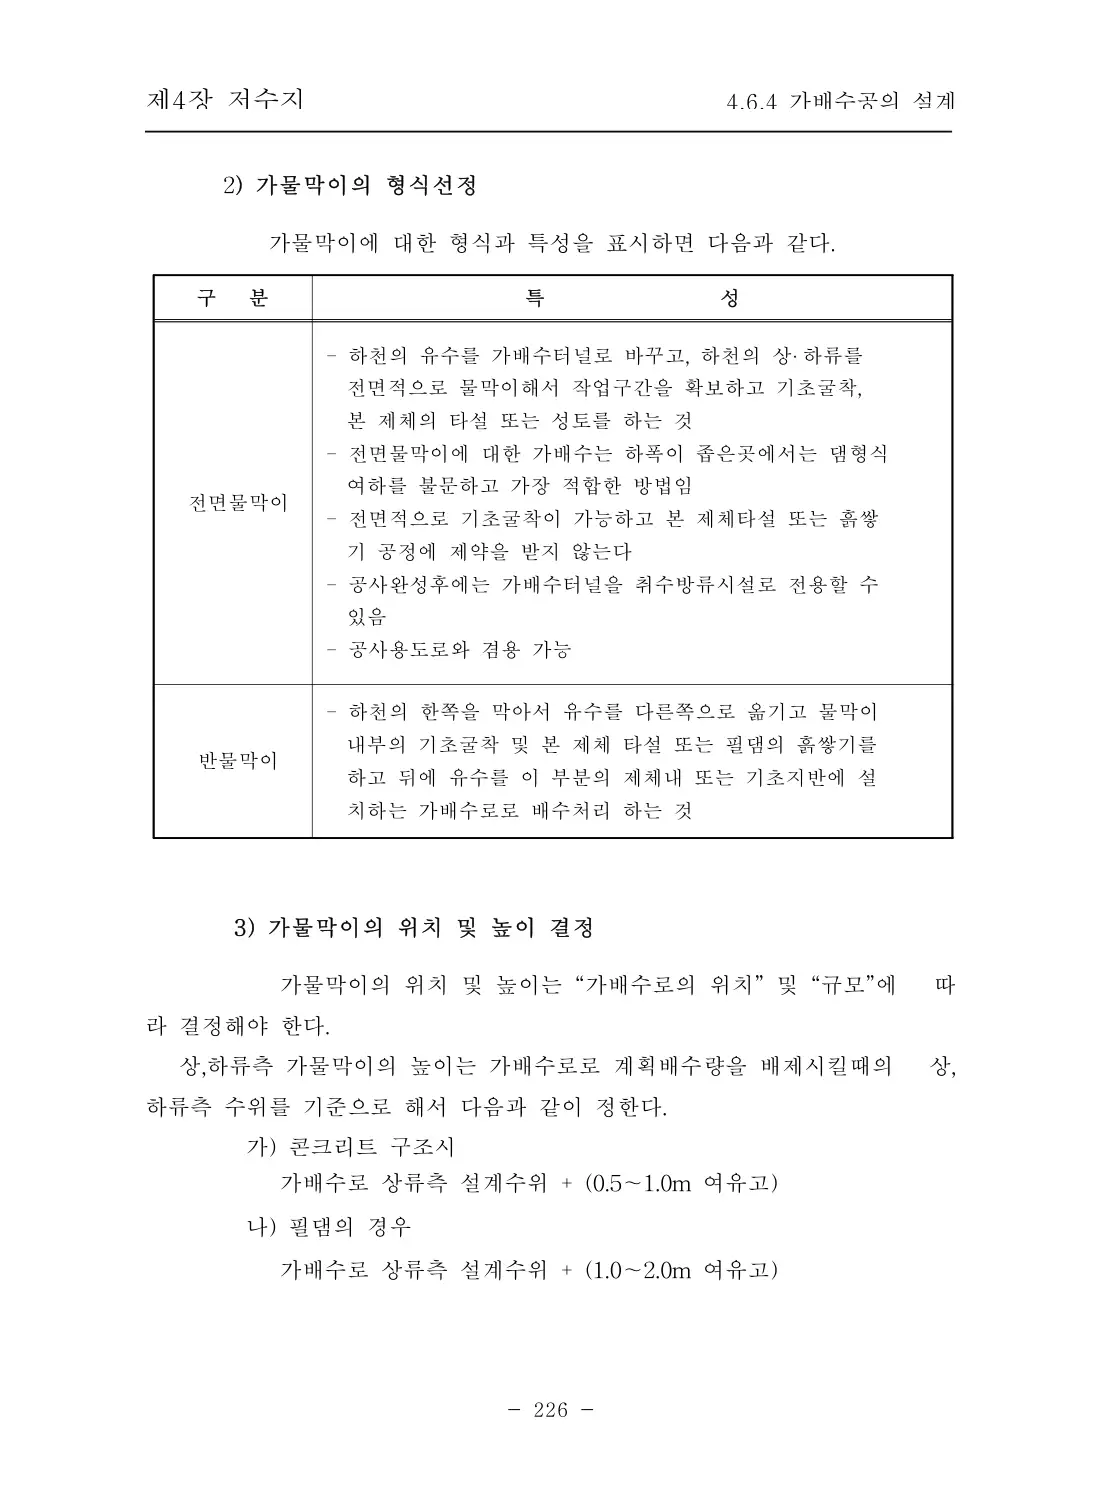 제4장 저수지
4.6.4 가배수공의 설계
2) 가물막이의 형식선정
가물막이에 대한 형식과 특성을 표시하면 다음과 같다.
구 분
특 성
전면물막이
- 하천의 유수를 가배수터널로 바꾸고, 하천의 상·하류를
전면적으로 물막이해서 작업구간을 확보하고 기초굴착,
본 제체의 타설 또는 성토를 하는 것
- 전면물막이에 대한 가배수는 하폭이 좁은곳에서는 댐형식
여하를 불문하고 가장 적합한 방법임
- 전면적으로 기초굴착이 가능하고 본 제체타설 또는 흙쌓
기 공정에 제약을 받지 않는다
- 공사완성후에는 가배수터널을 취수방류시설로 전용할 수
있음
- 공사용도로와 겸용 가능
반물막이
- 하천의 한쪽을 막아서 유수를 다른쪽으로 옮기고 물막이
내부의 기초굴착 및 본 제체 타설 또는 필댐의 흙쌓기를
하고 뒤에 유수를 이 부분의 제체내 또는 기초지반에 설
치하는 가배수로로 배수처리 하는 것
3) 가물막이의 위치 및 높이 결정
가물막이의 위치 및 높이는 “가배수로의 위치” 및 “규모”에 따
라 결정해야 한다.
상,하류측 가물막이의 높이는 가배수로로 계획배수량을 배제시킬때의 상,
하류측 수위를 기준으로 해서 다음과 같이 정한다.
가) 콘크리트 구조시
가배수로 상류측 설계수위 + (0.5~1.0m 여유고)
나) 필댐의 경우
가배수로 상류측 설계수위 + (1.0~2.0m 여유고)
- 226 -